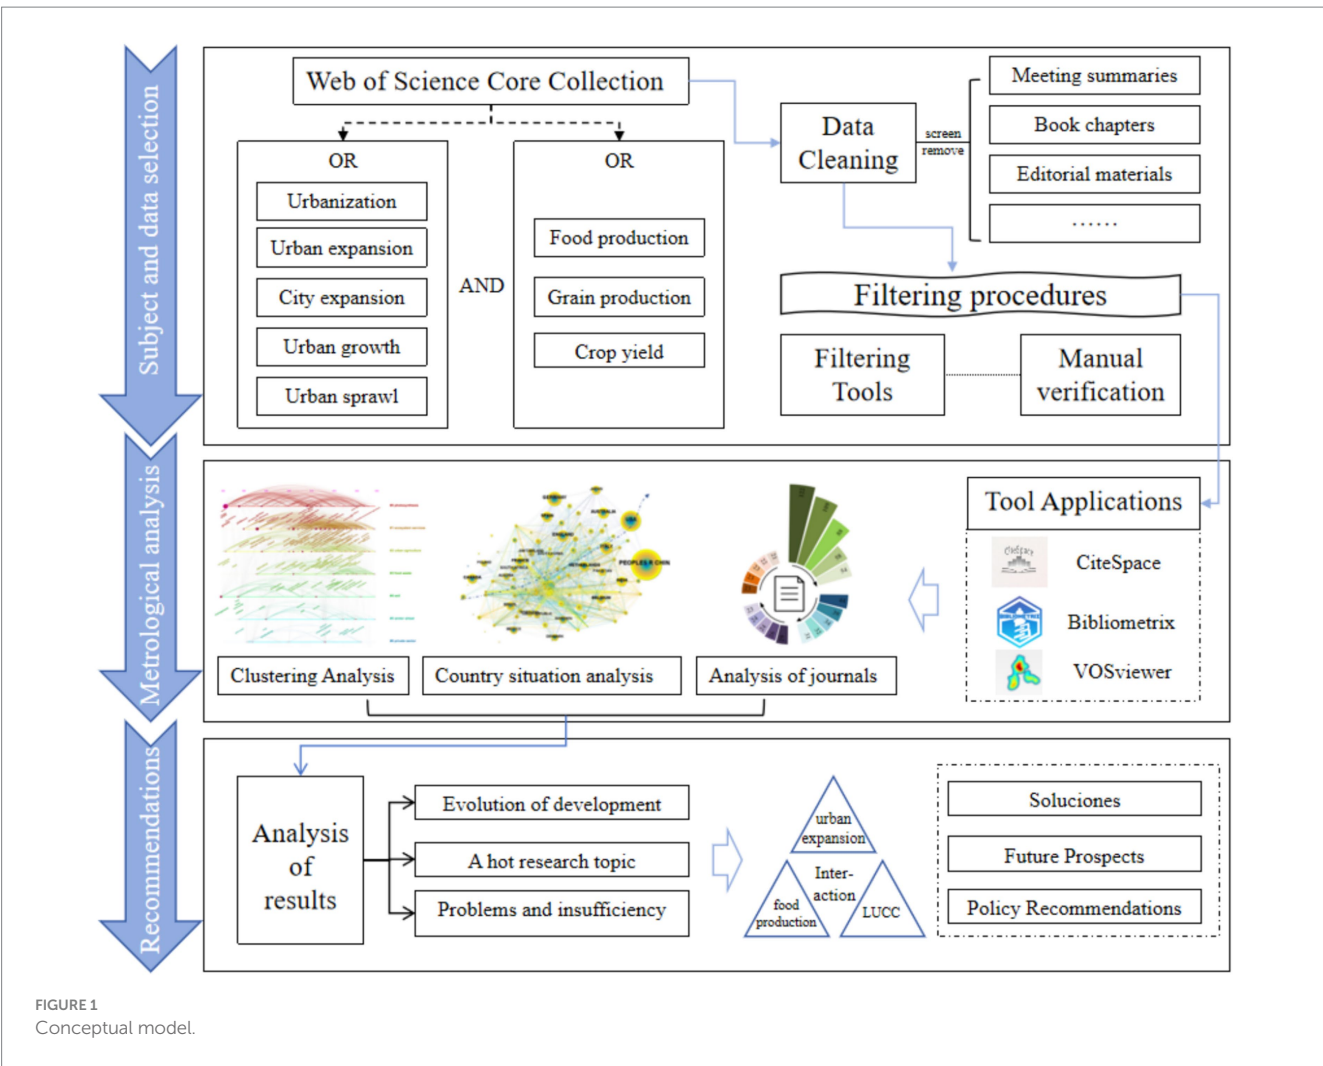 Subject and data selection
Web of Science Core Collection
OR
Urbanization
Urban expansion
City expansion
Urban growth
Urban sprawl
AND
OR
Food production
Grain production
Crop yield
Data
Cleaning
screen
remove
Meeting summaries
Book chapters
Editorial materials
......
Filtering procedures
Filtering
Tools
Manual
verification
Metrological analysis
PEOPLES R CHIN
Clustering Analysis
Country situation analysis
Analysis of journals
Tool Applications
CiteSpace
CiteSpace
Bibliometrix
VOSviewer
Recommendations
Analysis
of
results
Evolution of development
A hot research topic
Problems and insufficiency
urban
expansion
Inter-
action
food
production
LUCC
Soluciones
Future Prospects
Policy Recommendations
FIGURE 1
Conceptual model.